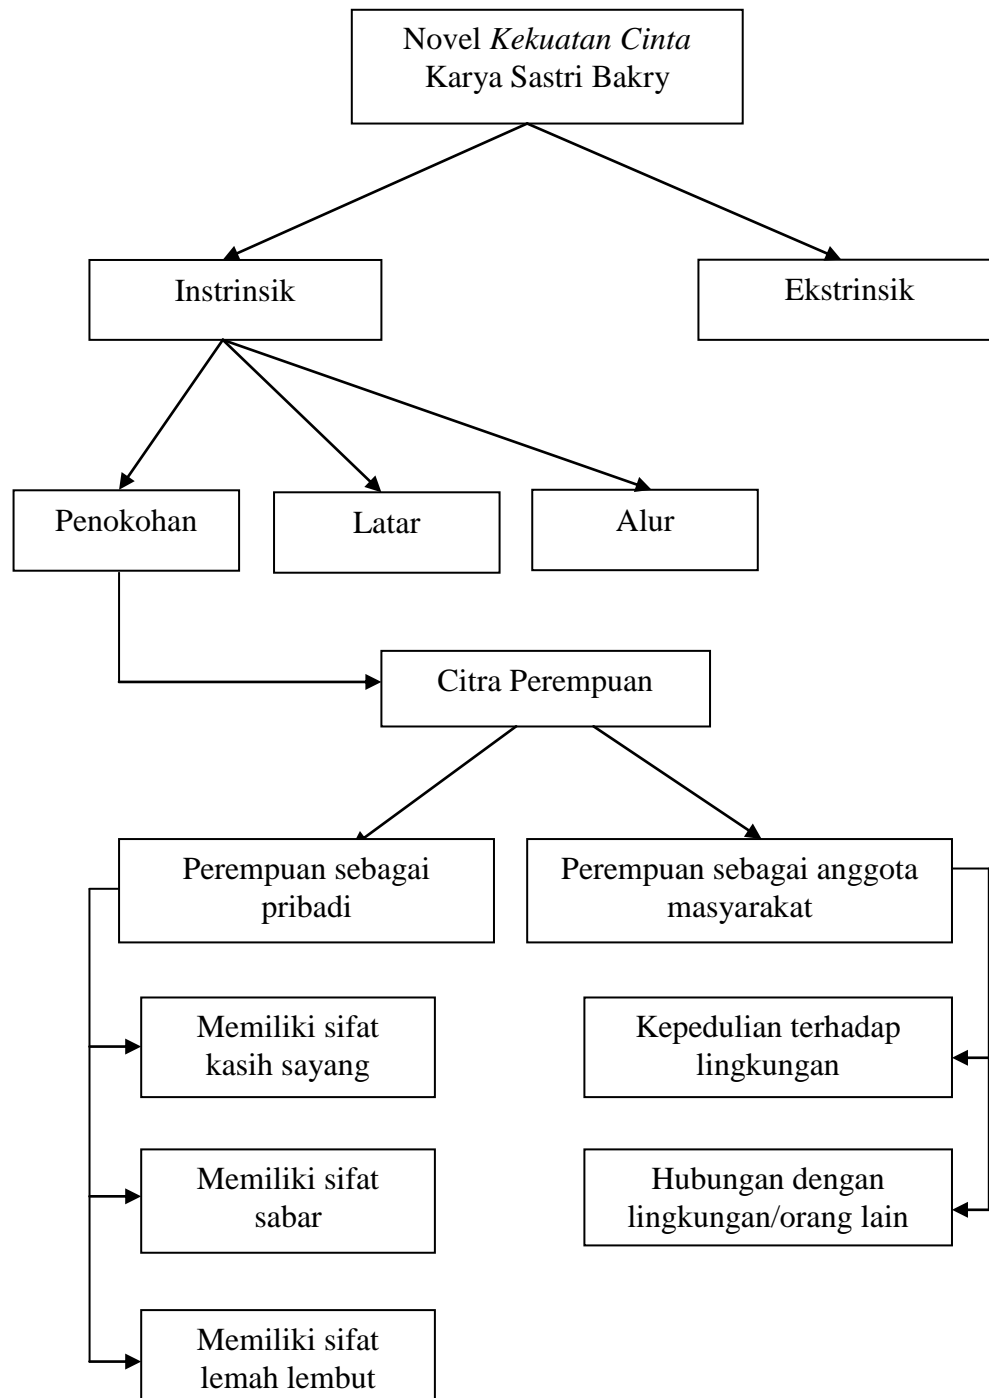 Novel Kekuatan Cinta
Karya Sastri Bakry
Instrinsik
Ekstrinsik
Penokohan
Latar
Alur
Citra Perempuan
Perempuan sebagai
pribadi
Perempuan sebagai anggota
masyarakat
Memiliki sifat
kasih sayang
Kepedulian terhadap
lingkungan
Memiliki sifat
sabar
Hubungan dengan
lingkungan/orang lain
Memiliki sifat
lemah lembut